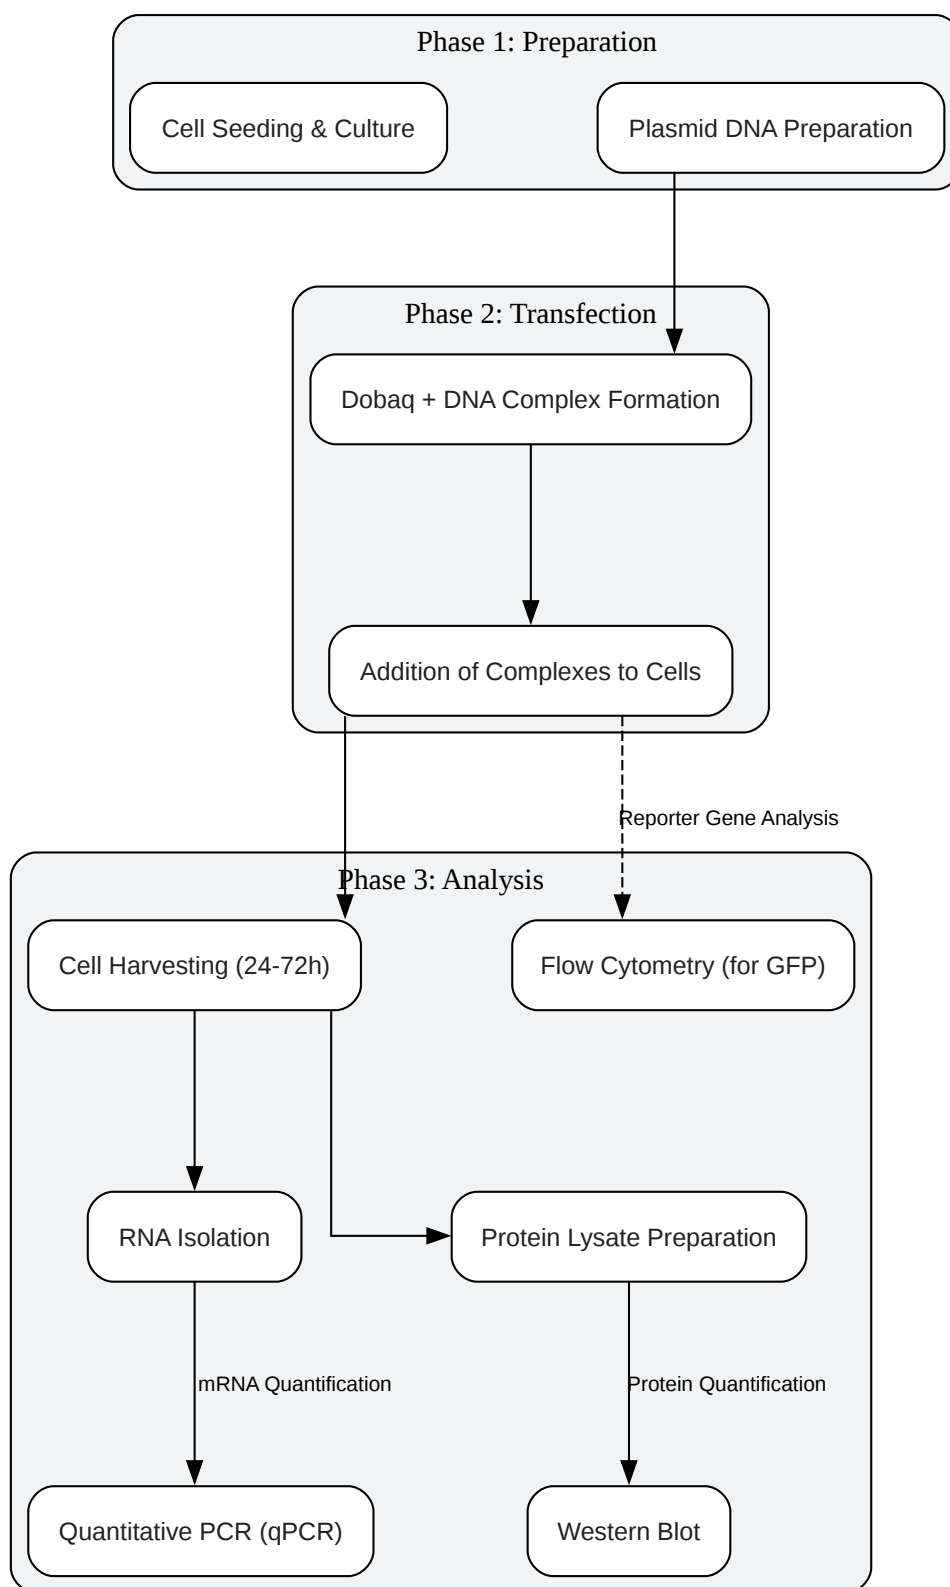 Phase 1: Preparation
Cell Seeding & Culture
Plasmid DNA Preparation
Phase 2: Transfection
Dobaq + DNA Complex Formation
Addition of Complexes to Cells
Reporter Gene Analysis
Phase 3: Analysis
Cell Harvesting (24-72h)
Flow Cytometry (for GFP)
RNA Isolation
Protein Lysate Preparation
mRNA Quantification
Protein Quantification
Quantitative PCR (qPCR)
Western Blot